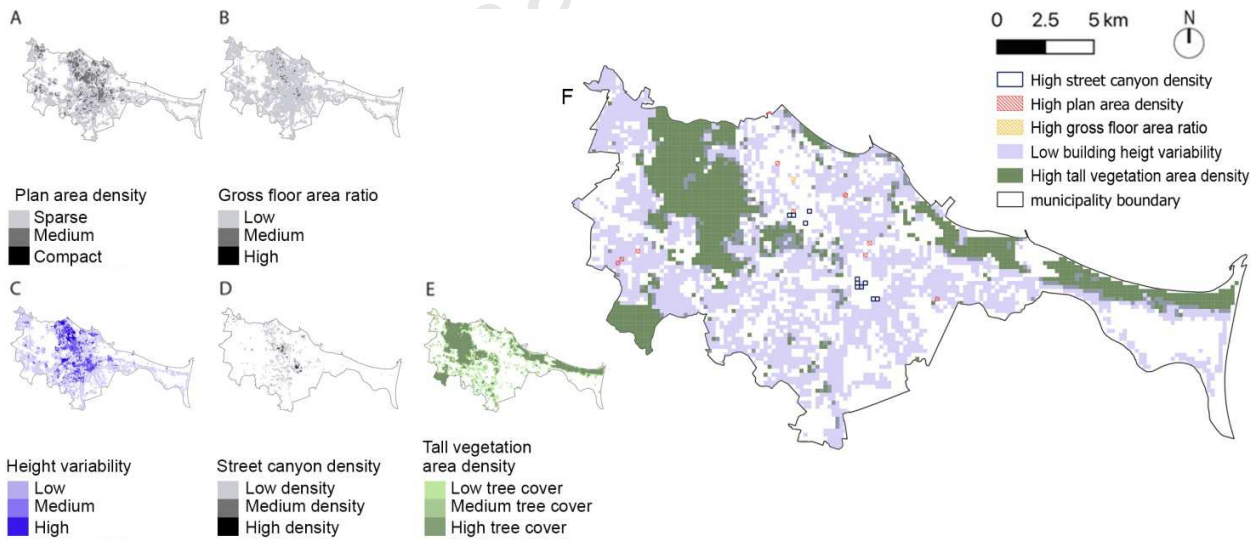 A
B
Plan area density
Sparse
Medium
Compact
Gross floor area ratio
Low
Medium
High
C
D
E
Height variability
Low
Medium
High
Street canyon density
Low density
Medium density
High density
Tall vegetation
area density
Low tree cover
Medium tree cover
High tree cover
F
0 2.5 5 km
N
High street canyon density
High plan area density
High gross floor area ratio
Low building heigt variability
High tall vegetation area density
municipality boundary